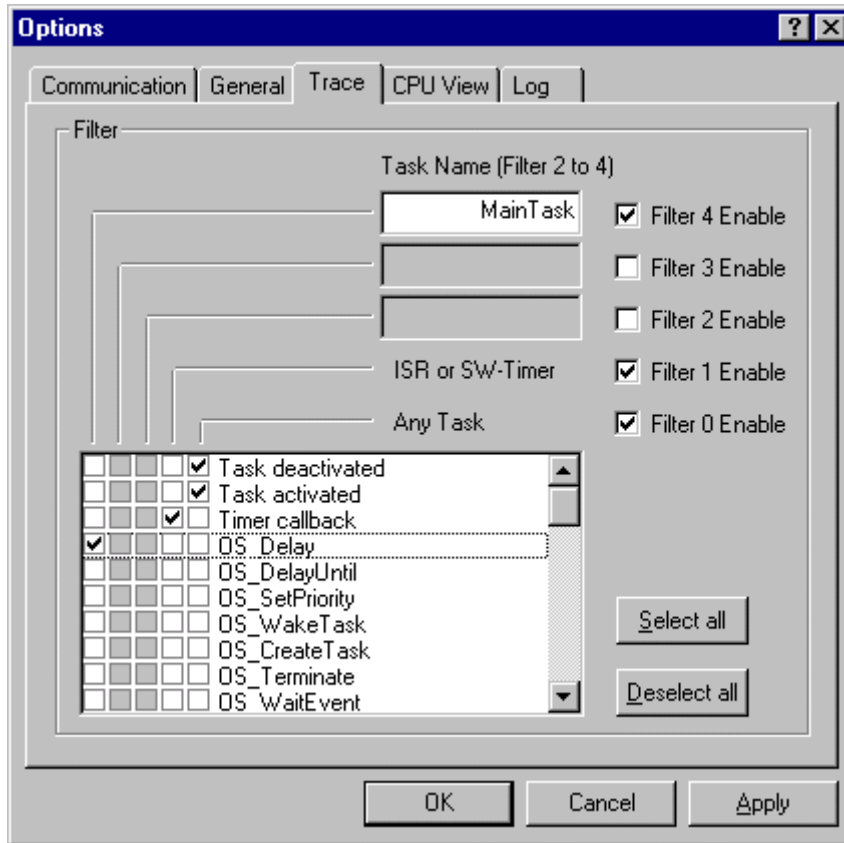 Options
Communication General Trace CPU View Log
Filter
Task Name (Filter 2 to 4)
MainTask Filter 4 Enable
Filter 3 Enable
Filter 2 Enable
ISR or SW-Timer Filter 1 Enable
Any Task Filter 0 Enable
Task deactivated
Task activated
Timer callback
OS_Delay
OS_DelayUntil
OS_SetPriority
OS_WakeTask
OS_CreateTask
OS_Terminate
OS_WaitEvent
Select all
Deselect all
OK Cancel Apply